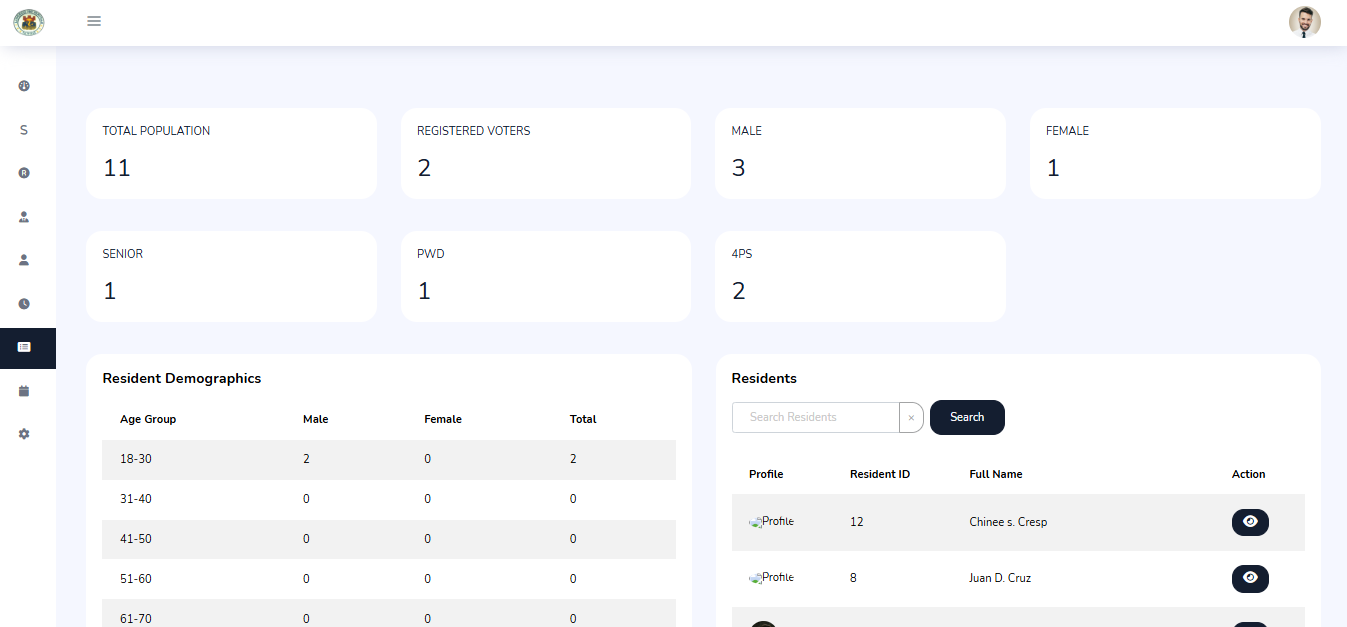 TOTAL POPULATION
11
REGISTERED VOTERS
2
MALE
3
FEMALE
1
SENIOR
1
PWD
1
4PS
2
S
R
Resident Demographics
Age Group Male Female Total
18-30 2 0 2
31-40 0 0 0
41-50 0 0 0
51-60 0 0 0
61-70 0 0 0
Residents
Search Residents × Search
Profile Resident ID Full Name Action
Profile 12 Chinee s. Cresp
Profile 8 Juan D. Cruz